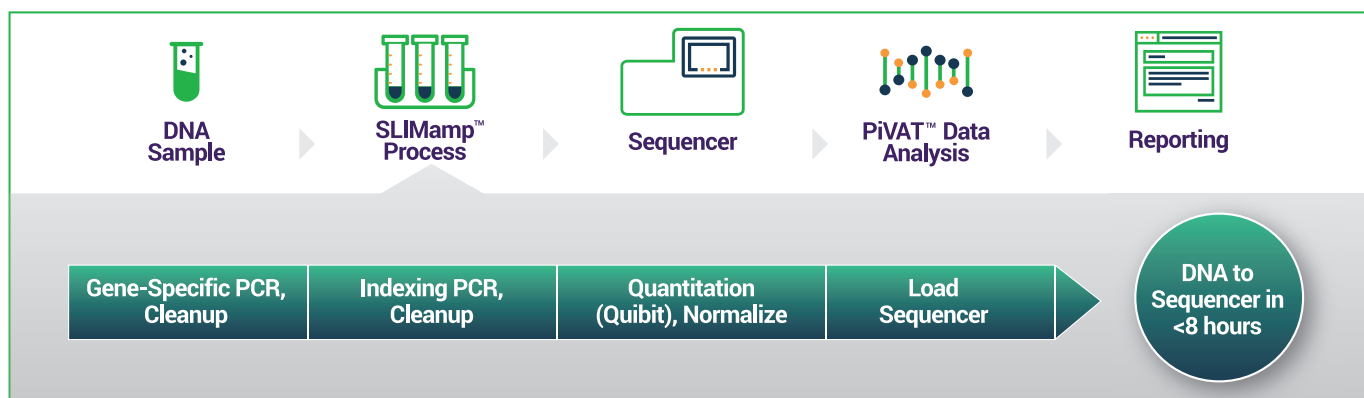 DNA
Sample
SLIMamp™
Process
Sequencer
PiVAT™ Data
Analysis
Reporting
Gene-Specific PCR,
Cleanup
Indexing PCR,
Cleanup
Quantitation
(Quibit), Normalize
Load
Sequencer
DNA to
Sequencer in
<8 hours